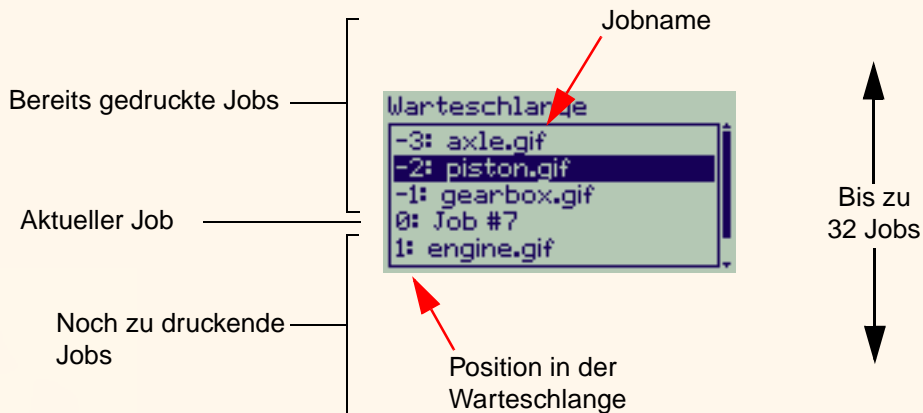 Jobname
Bereits gedruckte Jobs
Warteschlange
-3: axle.gif
-2: piston.gif
-1: gearbox.gif
0: Job #7
1: engine.gif
Aktueller Job
Bis zu
32 Jobs
Noch zu druckende
Jobs
Position in der
Warteschlange